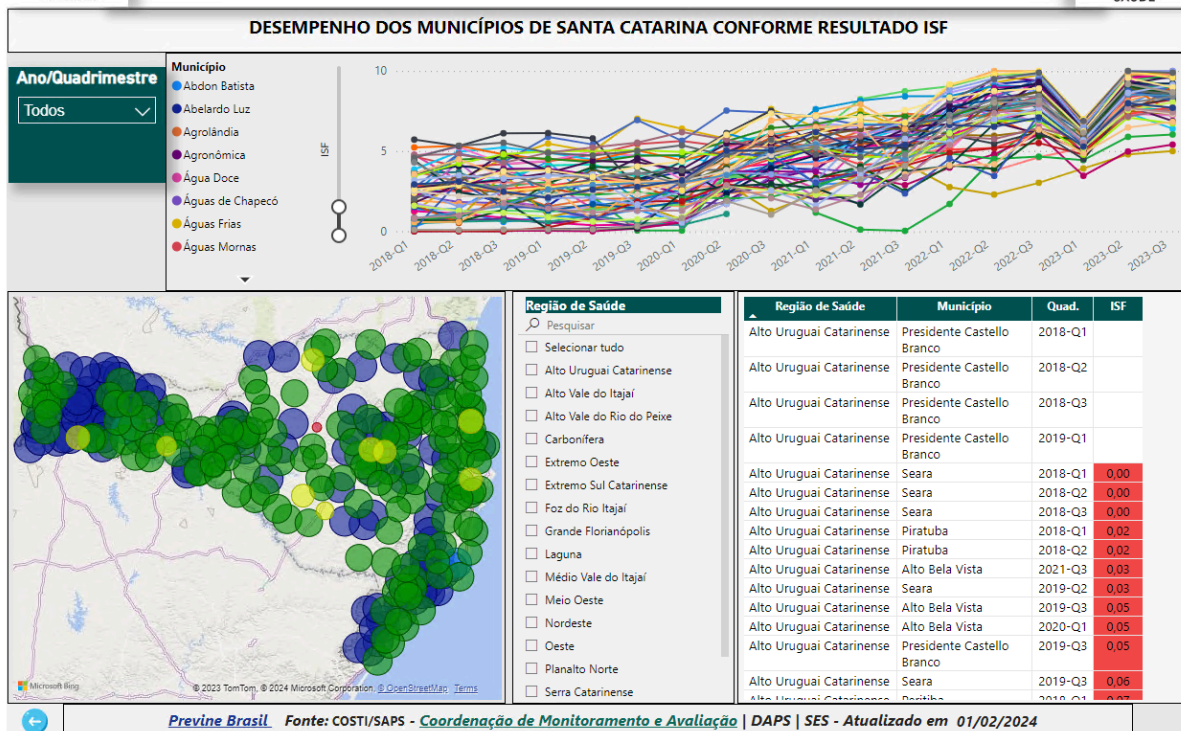 SAÚDE
DESEMPENHO DOS MUNICÍPIOS DE SANTA CATARINA CONFORME RESULTADO ISF
Ano/Quadrimestre
Todos
Município
Abdon Batista
Abelardo Luz
Agrolândia
Agronômica
Água Doce
Águas de Chapecó
Águas Frias
Águas Mornas
ISF
10
5
0
2018-Q1
2018-Q2
2018-Q3
2019-Q1
2019-Q2
2019-Q3
2020-Q1
2020-Q2
2020-Q3
2021-Q1
2021-Q2
2021-Q3
2022-Q1
2022-Q2
2022-Q3
2023-Q1
2023-Q2
2023-Q3
Microsoft Bing
© 2023 TomTom, © 2024 Microsoft Corporation, © OpenStreetMap Terms
Região de Saúde
Pesquisar
Selecionar tudo
Alto Uruguai Catarinense
Alto Vale do Itajaí
Alto Vale do Rio do Peixe
Carbonífera
Extremo Oeste
Extremo Sul Catarinense
Foz do Rio Itajaí
Grande Florianópolis
Laguna
Médio Vale do Itajaí
Meio Oeste
Nordeste
Oeste
Planalto Norte
Serra Catarinense
Região de Saúde Município Quad. ISF
Alto Uruguai Catarinense Presidente Castello 2018-Q1
Branco
Alto Uruguai Catarinense Presidente Castello 2018-Q2
Branco
Alto Uruguai Catarinense Presidente Castello 2018-Q3
Branco
Alto Uruguai Catarinense Presidente Castello 2019-Q1
Branco
Alto Uruguai Catarinense Seara 2018-Q1 0,00
Alto Uruguai Catarinense Seara 2018-Q2 0,00
Alto Uruguai Catarinense Seara 2018-Q3 0,00
Alto Uruguai Catarinense Piratuba 2018-Q1 0,02
Alto Uruguai Catarinense Piratuba 2018-Q2 0,02
Alto Uruguai Catarinense Alto Bela Vista 2021-Q3 0,03
Alto Uruguai Catarinense Seara 2019-Q2 0,03
Alto Uruguai Catarinense Alto Bela Vista 2019-Q3 0,05
Alto Uruguai Catarinense Alto Bela Vista 2020-Q1 0,05
Alto Uruguai Catarinense Presidente Castello 2019-Q3 0,05
Branco
Alto Uruguai Catarinense Seara 2019-Q3 0,06
Alto Uruguai Catarinense Peritiba 2018-Q1 0,07
Previne Brasil Fonte: COSTI/SAPS - Coordenação de Monitoramento e Avaliação | DAPS | SES - Atualizado em 01/02/2024